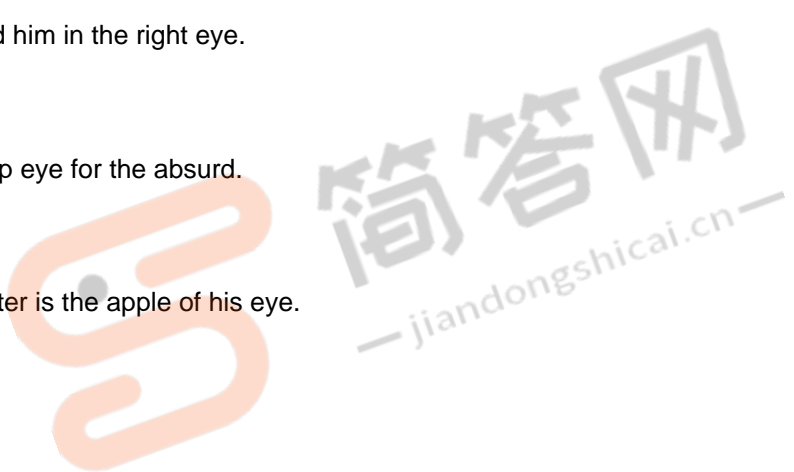 him in the right eye.
eye for the absurd.
is the apple of his eye.
简答网
jiandongshicai.cn